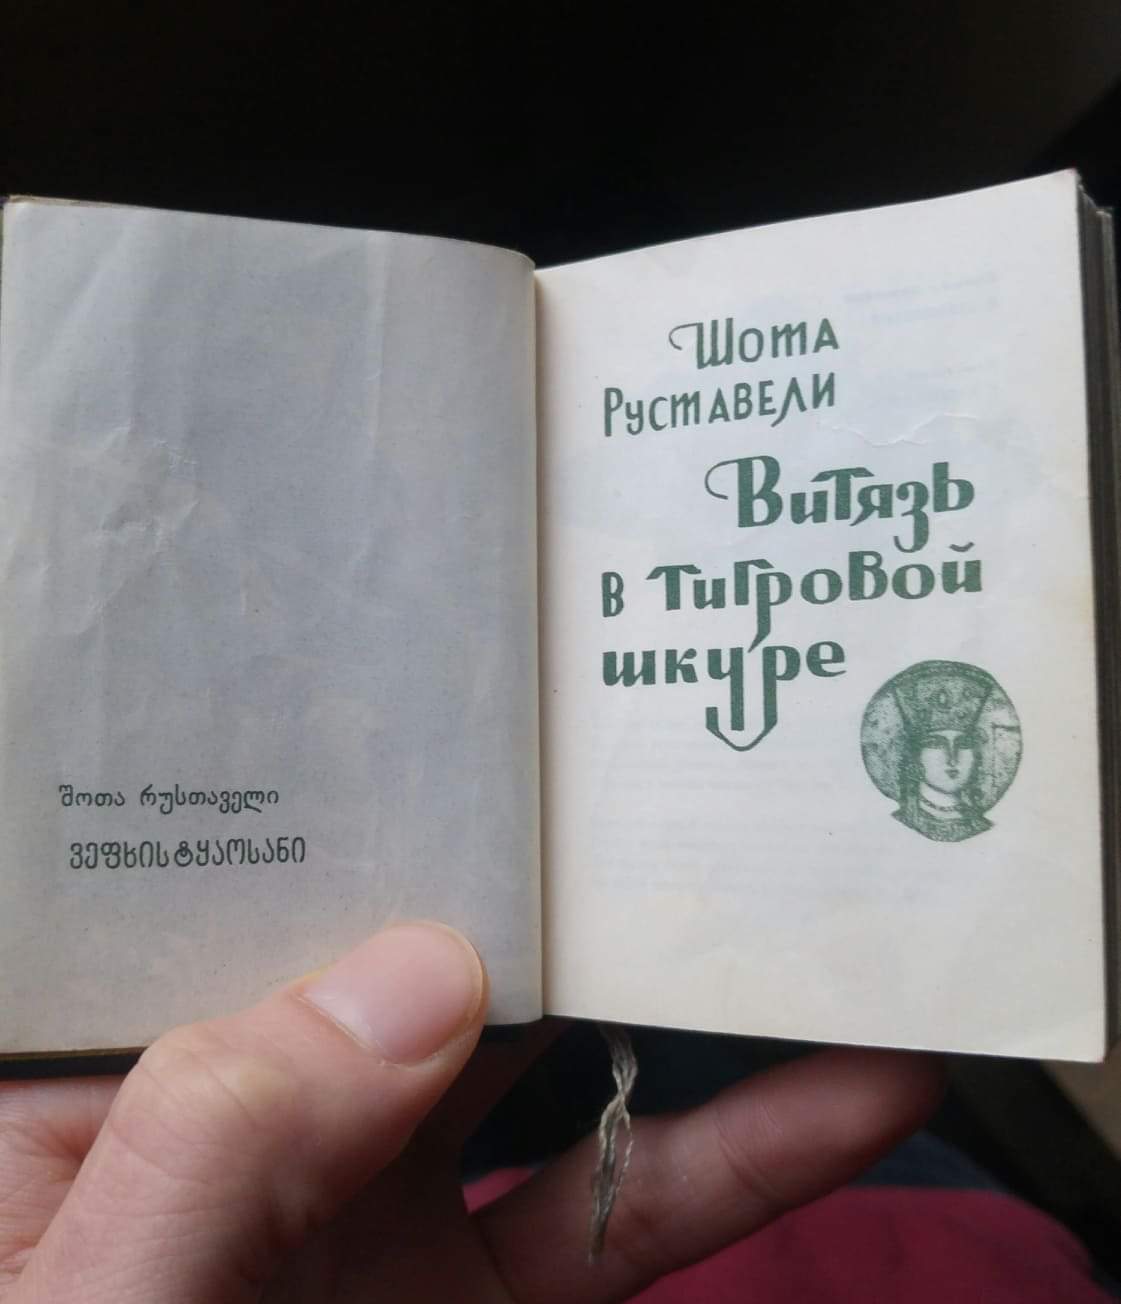 შოთა რუსთაველი
ვეფხისტყაოსანი
Шота
Руставели
Витязь
в тигровой
шкуре